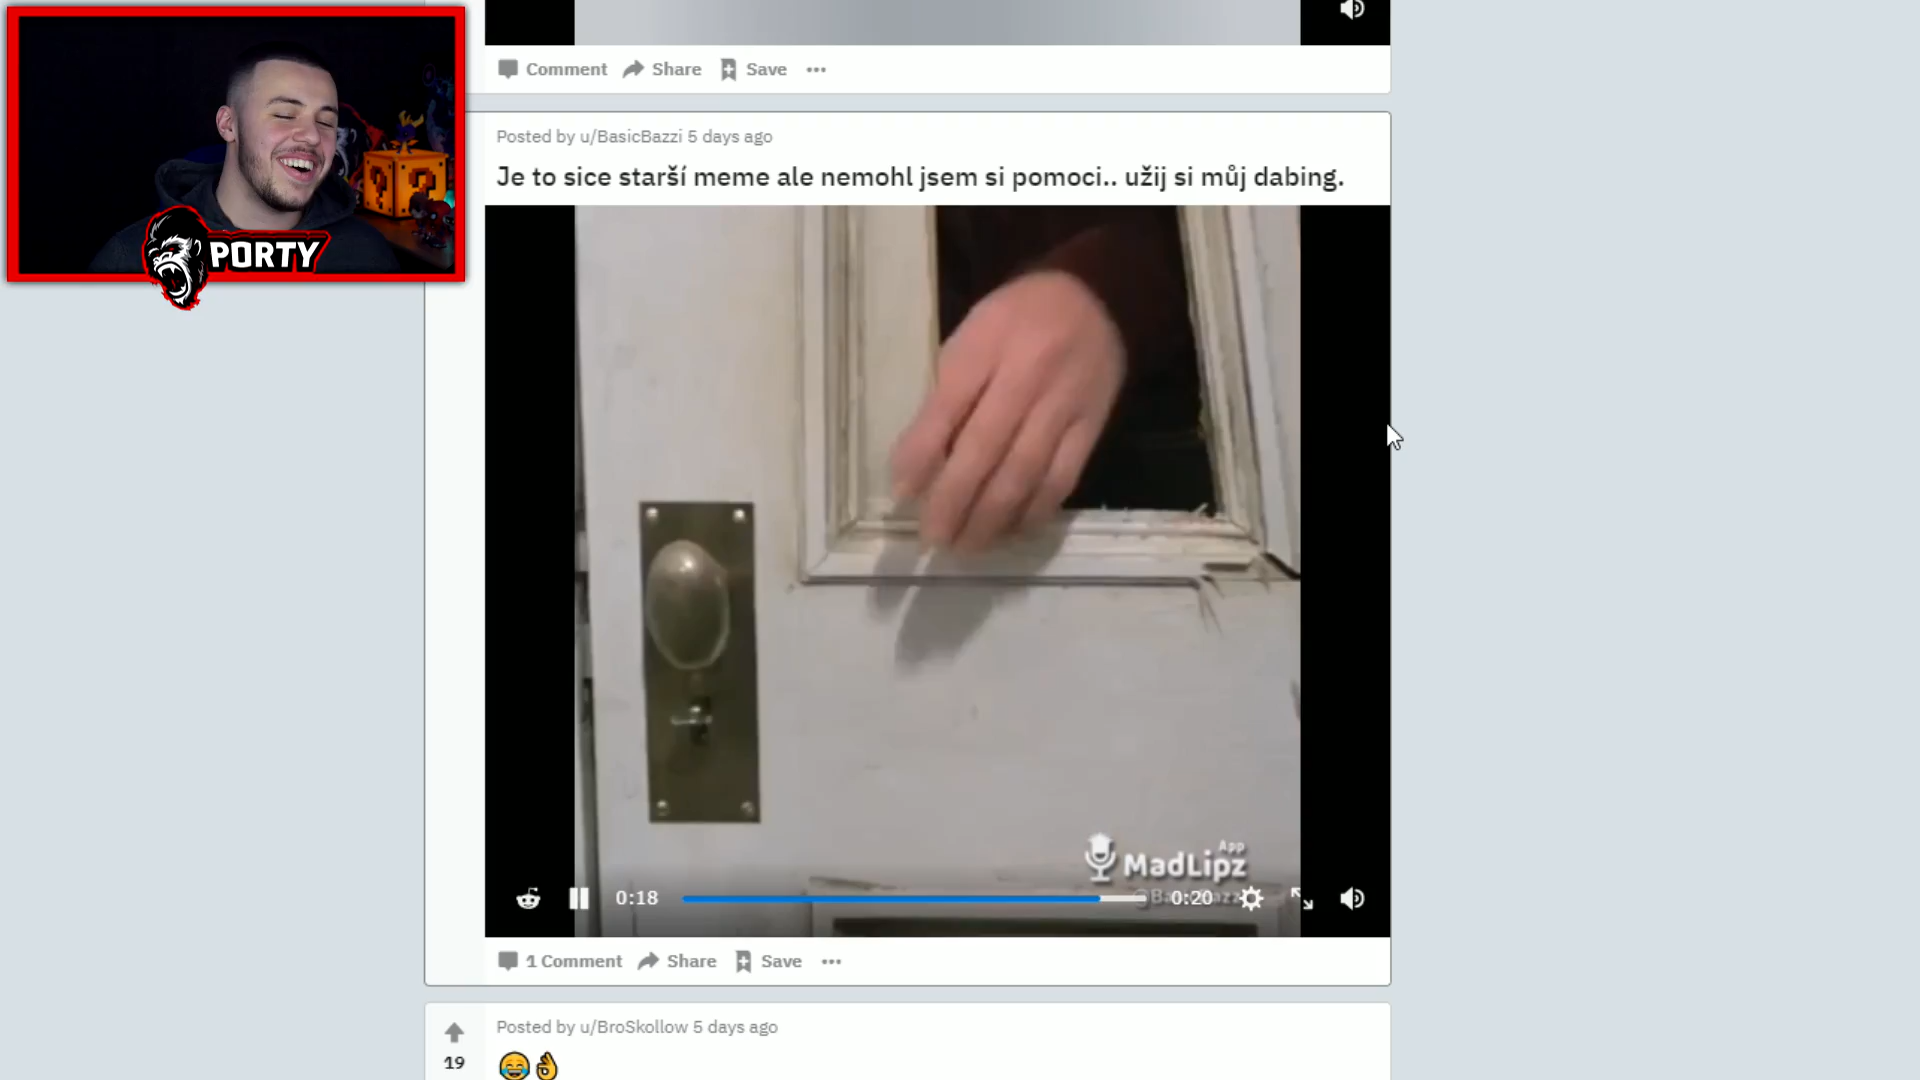 Comment Share Save
Posted by u/BasicBazzi 5 days ago
Je to sice starší meme ale nemohl jsem si pomoci.. užij si můj dabing.
PORTY
? ?
App
MadLipz
0:18 0:20
1 Comment Share Save
Posted by u/BroSkollow 5 days ago
19 😂👌